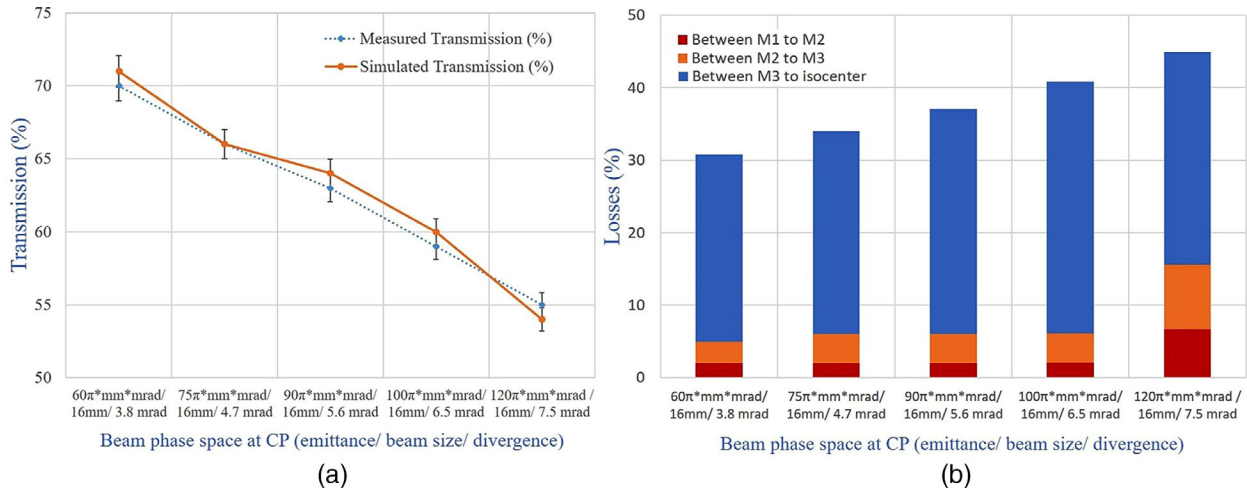 75
70
65
60
55
50
Transmission (%)
Measured Transmission (%)
Simulated Transmission (%)
60π*mm*mrad/ 75π*mm*mrad/ 90π*mm*mrad/ 100π*mm*mrad/ 120π*mm*mrad /
16mm/ 3.8 mrad 16mm/ 4.7 mrad 16mm/ 5.6 mrad 16mm/ 6.5 mrad 16mm/ 7.5 mrad
Beam phase space at CP (emittance/ beam size/ divergence)
(a)
50
40
30
20
10
0
Losses (%)
Between M1 to M2
Between M2 to M3
Between M3 to isocenter
60π*mm*mrad/ 75π*mm*mrad/ 90π*mm*mrad/ 100π*mm*mrad/ 120π*mm*mrad /
16mm/ 3.8 mrad 16mm/ 4.7 mrad 16mm/ 5.6 mrad 16mm/ 6.5 mrad 16mm/ 7.5 mrad
Beam phase space at CP (emittance/ beam size/ divergence)
(b)